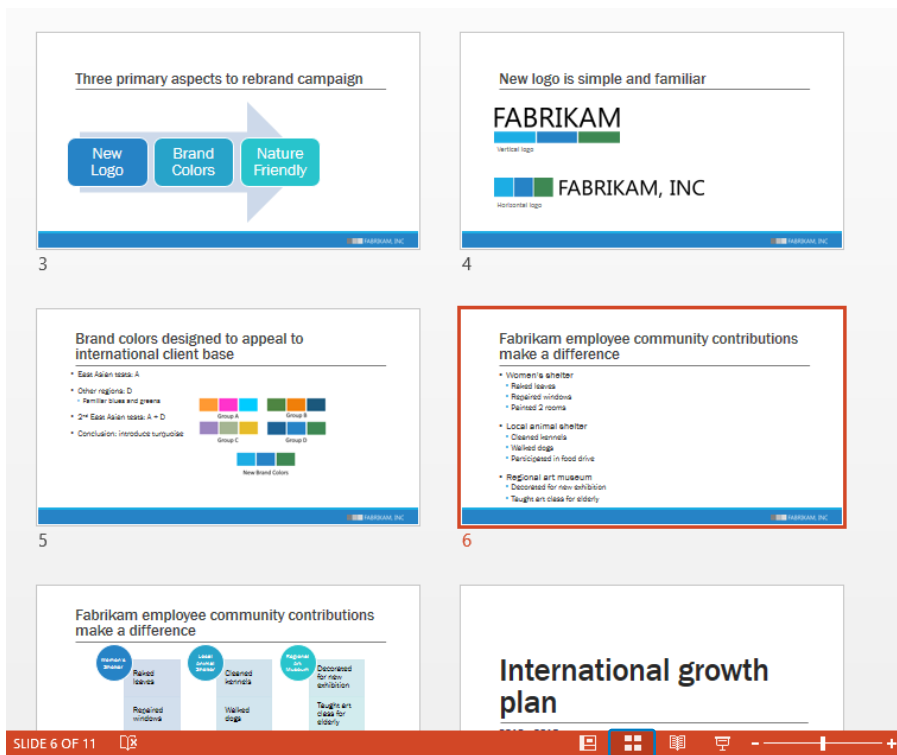 Three primary aspects to rebrand campaign
New
Logo
Brand
Colors
Nature
Friendly
FABRIKAM, INC
3
New logo is simple and familiar
FABRIKAM
Vertical logo
FABRIKAM, INC
Horizontal logo
FABRIKAM, INC
4
Brand colors designed to appeal to
international client base
• East Asian tests: A
• Other regions: D
• Familiar blues and greens
• 2nd East Asian tests: A + D
• Conclusion: introduce turquoise
Group A
Group B
Group C
Group D
New Brand Colors
FABRIKAM, INC
5
Fabrikam employee community contributions
make a difference
• Women's shelter
• Raked leaves
• Repaired windows
• Painted 2 rooms
• Local animal shelter
• Cleaned kennels
• Walked dogs
• Participated in food drive
• Regional art museum
• Decorated for new exhibition
• Taught art class for elderly
FABRIKAM, INC
6
Fabrikam employee community contributions
make a difference
Women's
Shelter
Raked
leaves
Repaired
windows
Local
Animal
Shelter
Cleaned
kennels
Walked
dogs
Regional
Art
Museum
Decorated
for new
exhibition
Taught art
class for
elderly
International growth
plan
SLIDE 6 OF 11